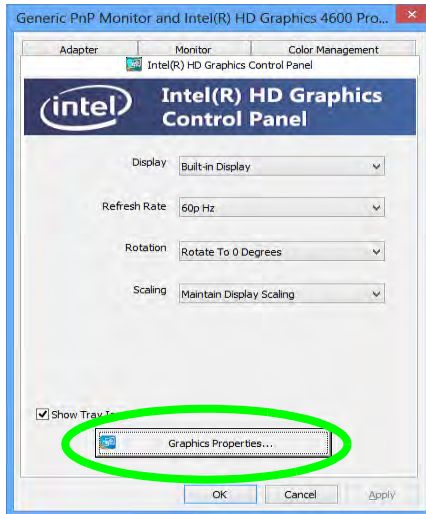 Generic PnP Monitor and Intel(R) HD Graphics 4600 Pro...
Adapter Monitor Color Management
Intel(R) HD Graphics Control Panel
intel Intel(R) HD Graphics
Control Panel
Display Built-in Display
Refresh Rate 60p Hz
Rotation Rotate To 0 Degrees
Scaling Maintain Display Scaling
Show Tray
Graphics Properties...
OK Cancel Apply